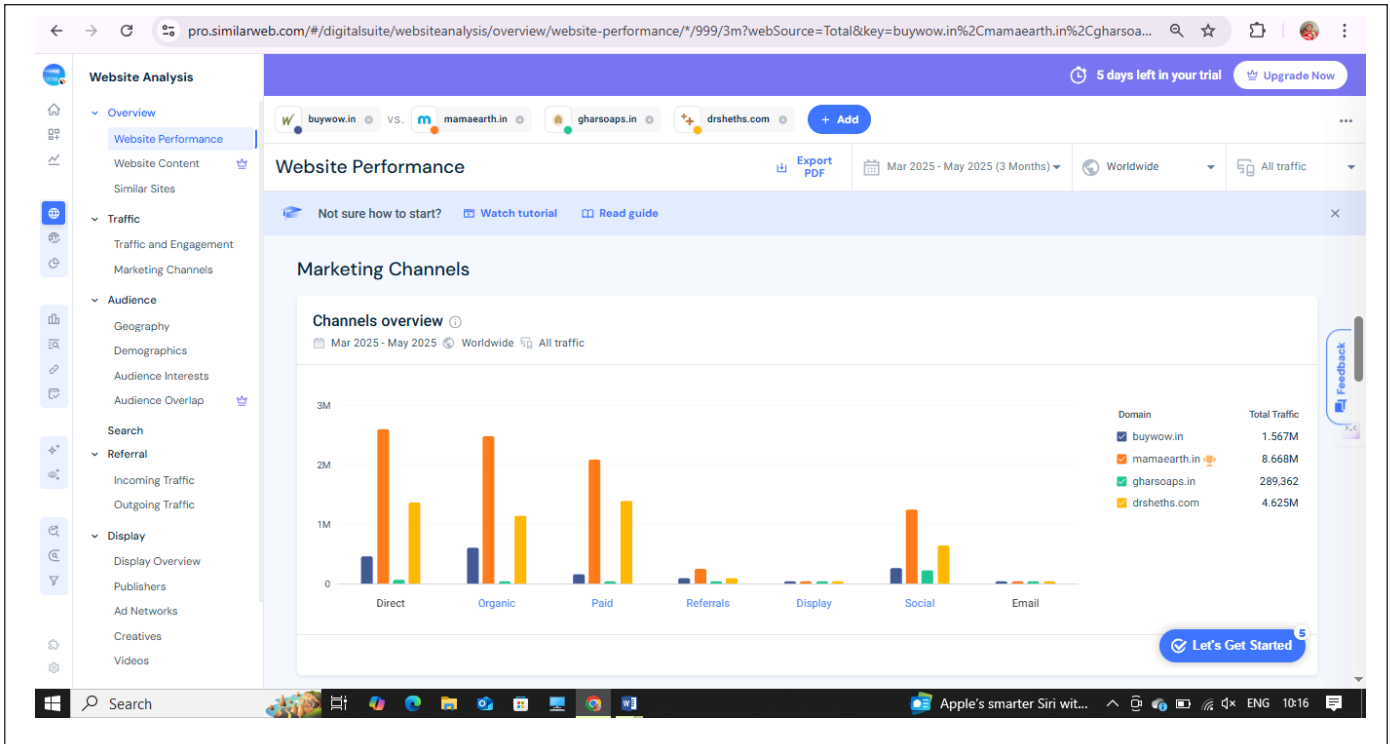 pro.similarweb.com/#/digitalsuite/websiteanalysis/overview/website-performance/*/999/3m?webSource=Total&key=buywow.in%2Cmamaearth.in%2Cgharsoa...
Website Analysis
5 days left in your trial
Upgrade Now
Overview
Website Performance
Website Content
Similar Sites
Traffic
Traffic and Engagement
Marketing Channels
Audience
Geography
Demographics
Audience Interests
Audience Overlap
Search
Referral
Incoming Traffic
Outgoing Traffic
Display
Display Overview
Publishers
Ad Networks
Creatives
Videos
buywow.in VS. mamaearth.in gharsoaps.in drsheths.com + Add
Website Performance
Export PDF
Mar 2025 - May 2025 (3 Months)
Worldwide
All traffic
Not sure how to start? Watch tutorial Read guide
Marketing Channels
Channels overview
Mar 2025 - May 2025 Worldwide All traffic
3M
2M
1M
0
Direct Organic Paid Referrals Display Social Email
Domain Total Traffic
buywow.in 1.567M
mamaearth.in 8.668M
gharsoaps.in 289,362
drsheths.com 4.625M
Feedback
Let's Get Started 5
Search
Apple's smarter Siri wit...
ENG 10:16